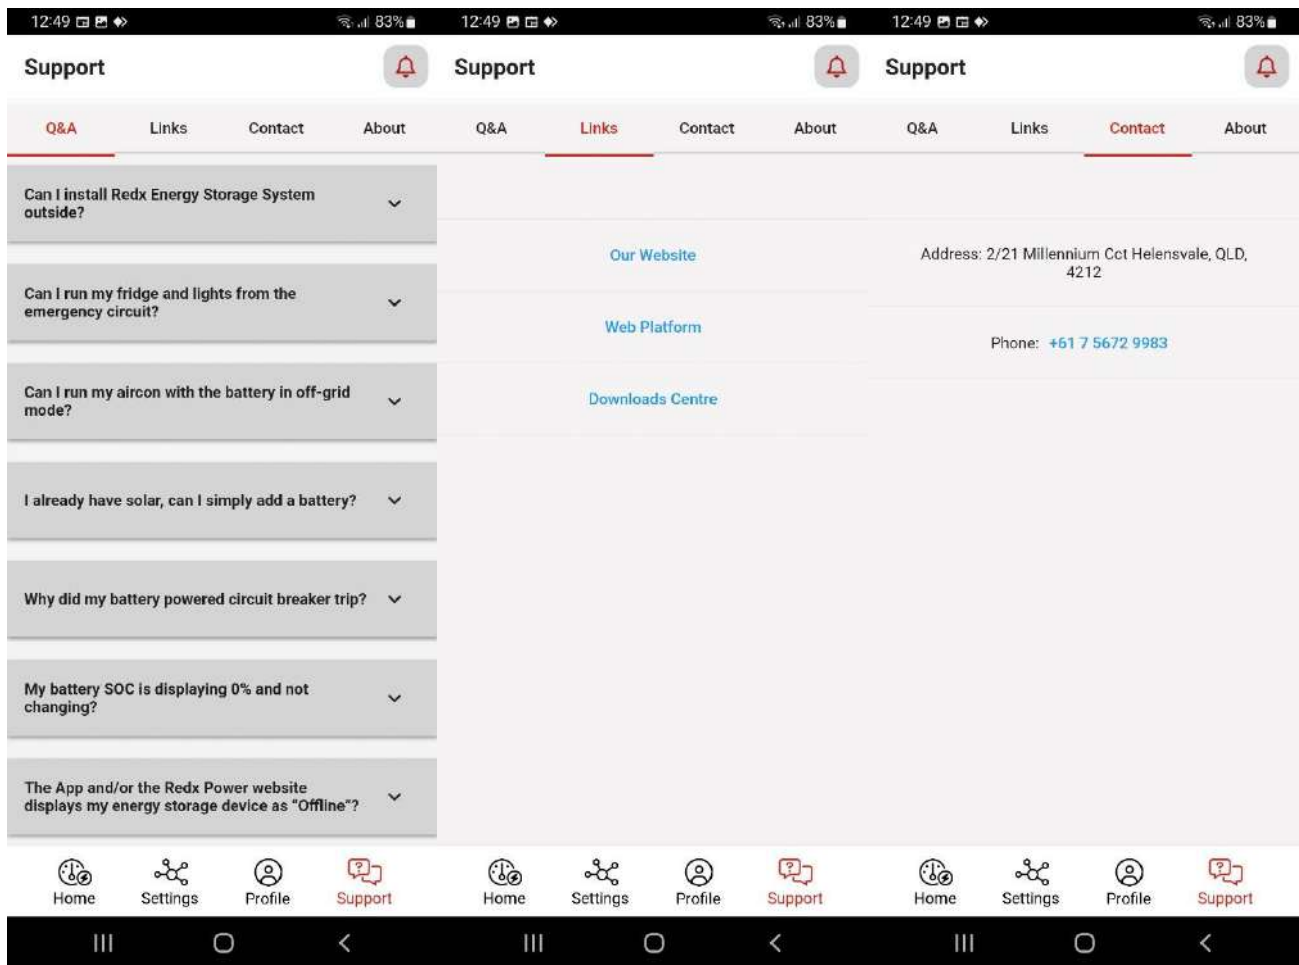 12:49
83%
Support
Q&A Links Contact About
Can I install Redx Energy Storage System
outside?
Can I run my fridge and lights from the
emergency circuit?
Can I run my aircon with the battery in off-grid
mode?
I already have solar, can I simply add a battery?
Why did my battery powered circuit breaker trip?
My battery SOC is displaying 0% and not
changing?
The App and/or the Redx Power website
displays my energy storage device as “Offline”?
Home Settings Profile Support
12:49
83%
Support
Q&A Links Contact About
Our Website
Web Platform
Downloads Centre
Home Settings Profile Support
12:49
83%
Support
Q&A Links Contact About
Address: 2/21 Millennium Cct Helensvale, QLD,
4212
Phone: +61 7 5672 9983
Home Settings Profile Support